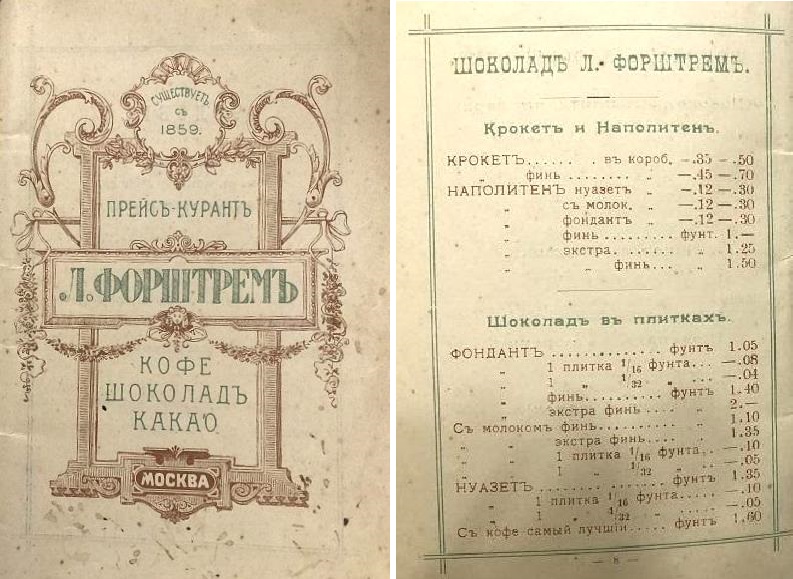 СУЩЕСТВУЕТЪ
СЪ
1859.
ПРЕЙСЪ-КУРАНТЪ
Л. ФОРШТРЕМЪ
КОФЕ
ШОКОЛАДЪ
КАКАО
МОСКВА
ШОКОЛАДЪ Л. ФОРШТРЕМЪ.
Крокетъ и Наполитенъ.
КРОКЕТЪ...... . въ короб. —.35 —.50
„ финь ........ „ —.45 —.70
НАПОЛИТЕНЪ нуазетъ „ —.12 —.30
„ съ молок. „ —.12 —.30
„ фондантъ „ —.12 —.30
„ финь ......... фунт. 1.—
„ экстра ......... „ 1.25
„ „ финь... „ 1.50
Шоколадъ въ плиткахъ.
ФОНДАНТЪ ............. фунтъ 1.05
„ 1 плитка 1/16 фунта... —.08
„ 1 „ 1/32 „ . —.04
„ финь......... фунтъ 1.40
„ экстра финь .... „ 2.—
Съ молокомъ финь.......... „ 1.10
„ экстра финь.... „ 1.35
„ „ 1 плитка 1/16 фунта... —.10
„ „ 1 „ 1/32 „ .05
НУАЗЕТЪ.............. фунтъ 1.35
„ 1 плитка 1/16 фунта..... —.10
„ 1 „ 1/32 „ ..... —.05
Съ кофе самый лучшій..... фунтъ 1.60